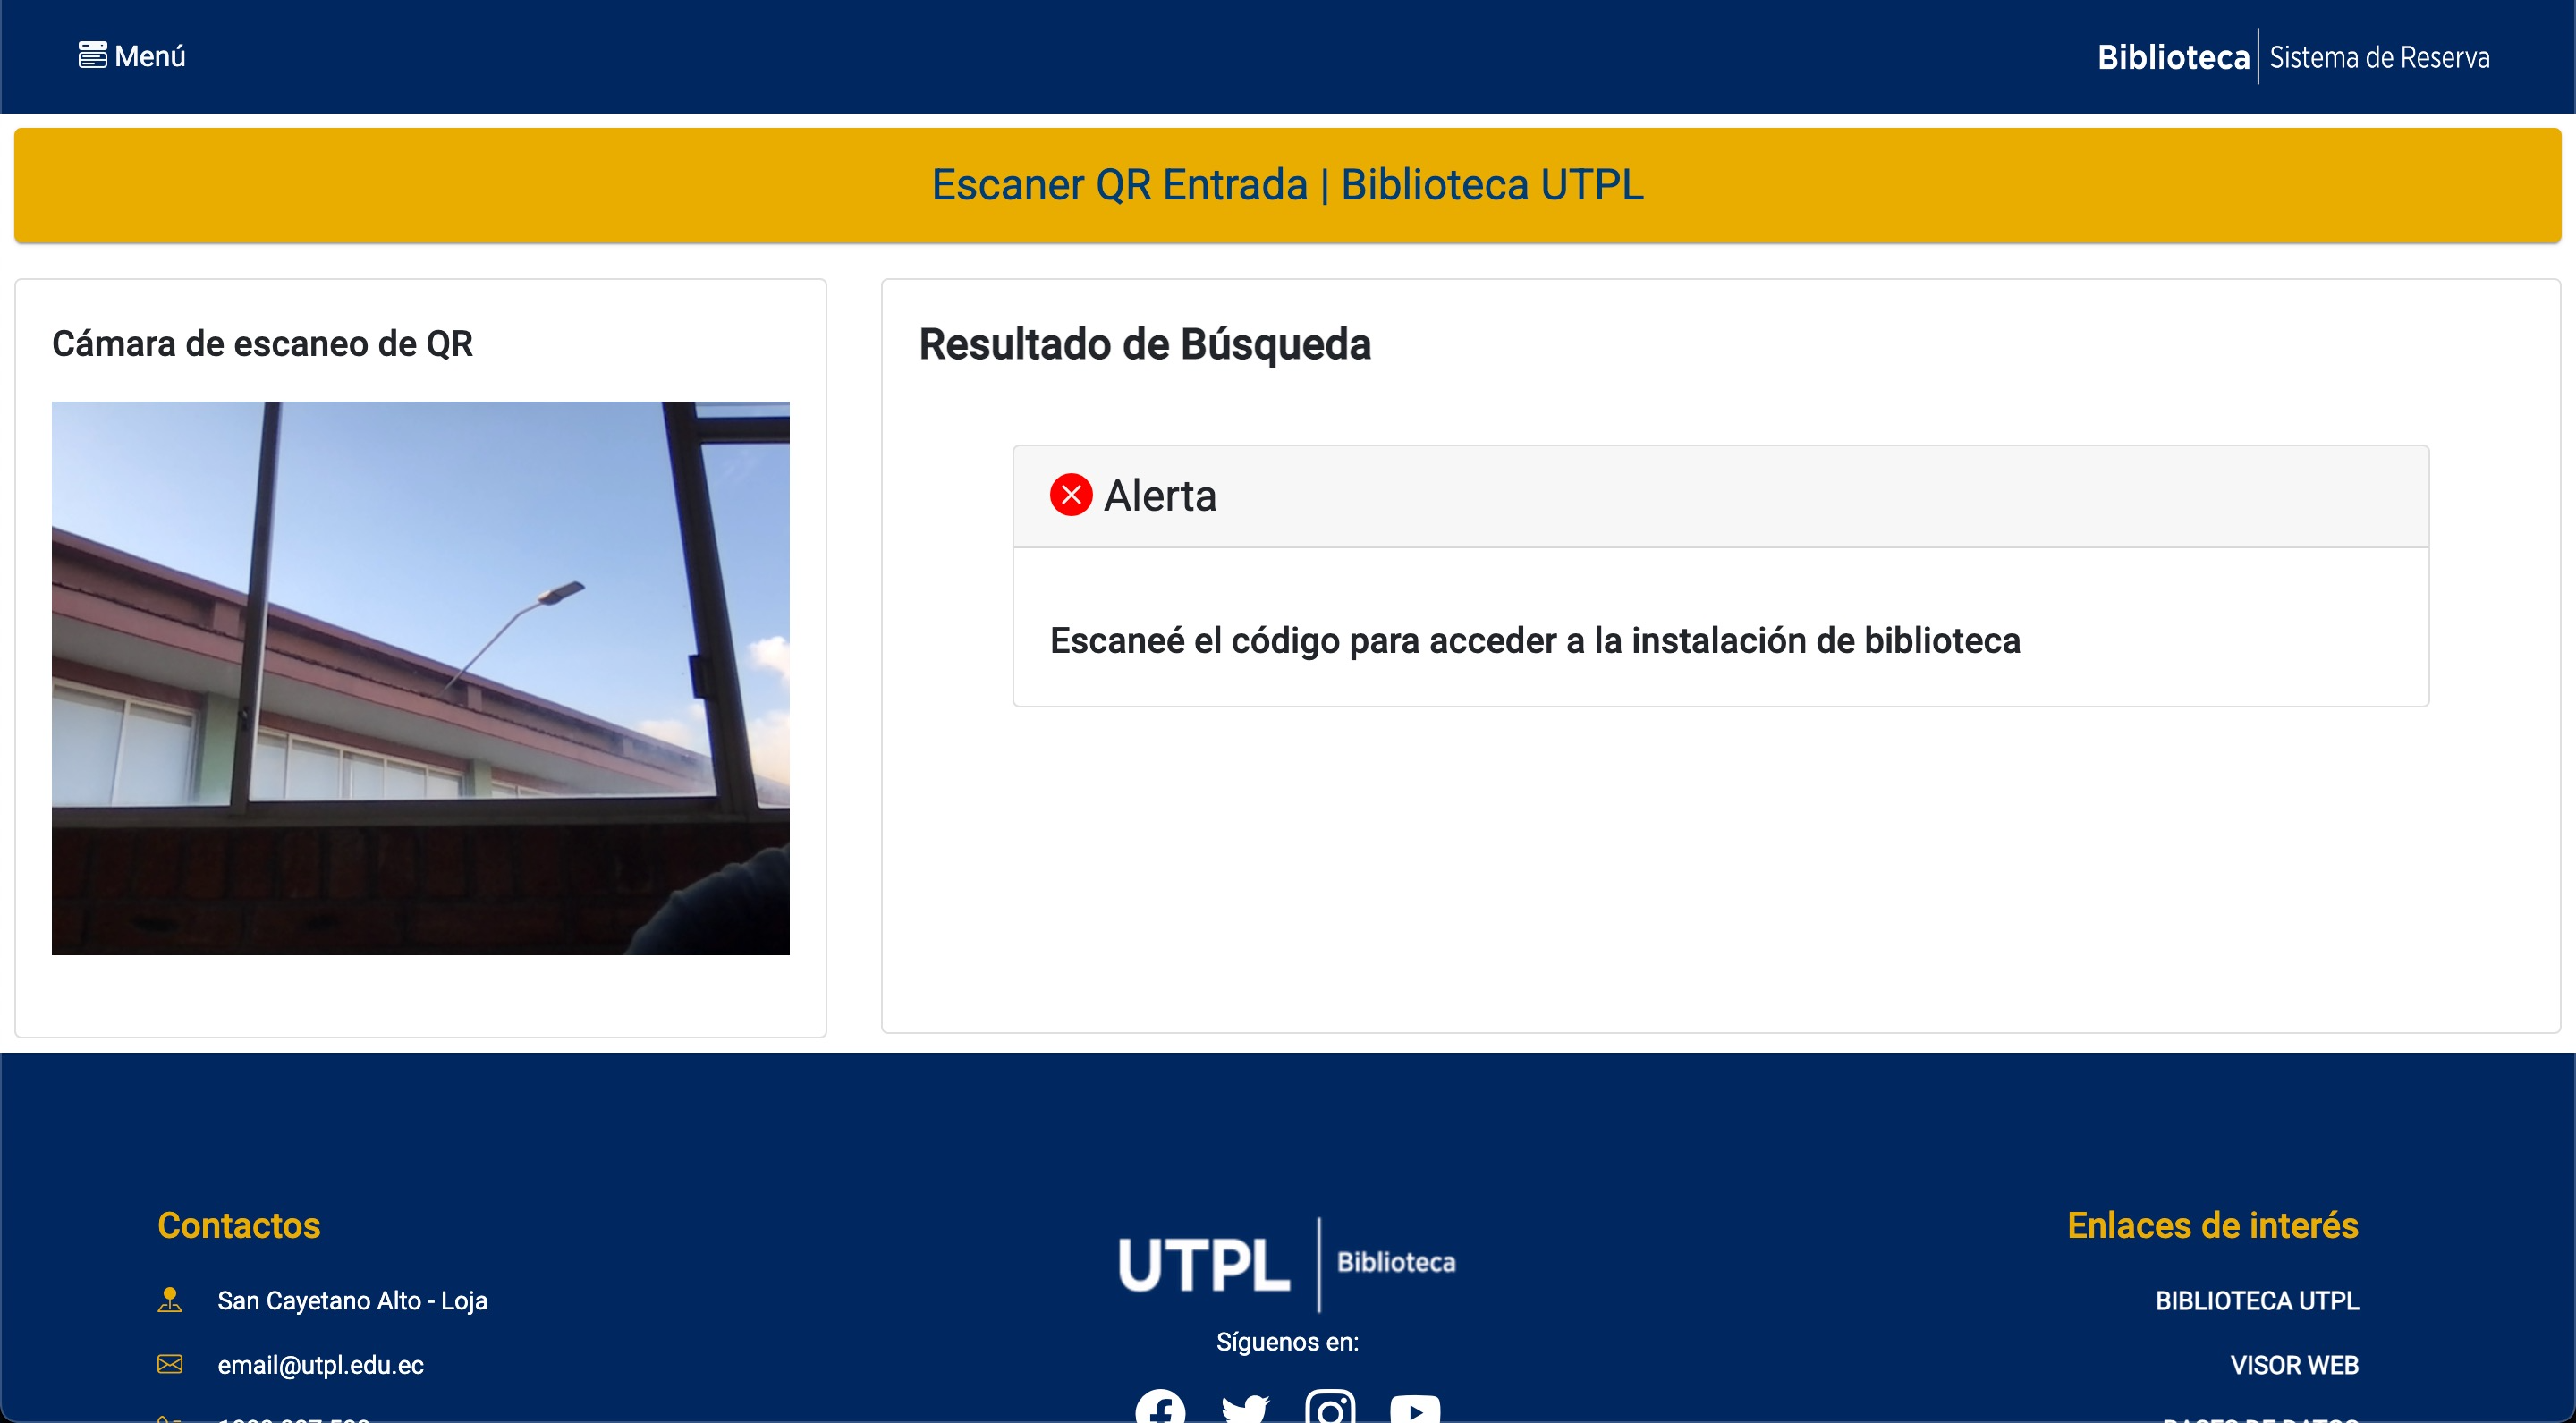 Menú
Biblioteca | Sistema de Reserva
Escaner QR Entrada | Biblioteca UTPL
Cámara de escaneo de QR
Resultado de Búsqueda
Alerta
Escaneé el código para acceder a la instalación de biblioteca
Contactos
San Cayetano Alto - Loja
email@utpl.edu.ec
UTPL | Biblioteca
Síguenos en:
Enlaces de interés
BIBLIOTECA UTPL
VISOR WEB